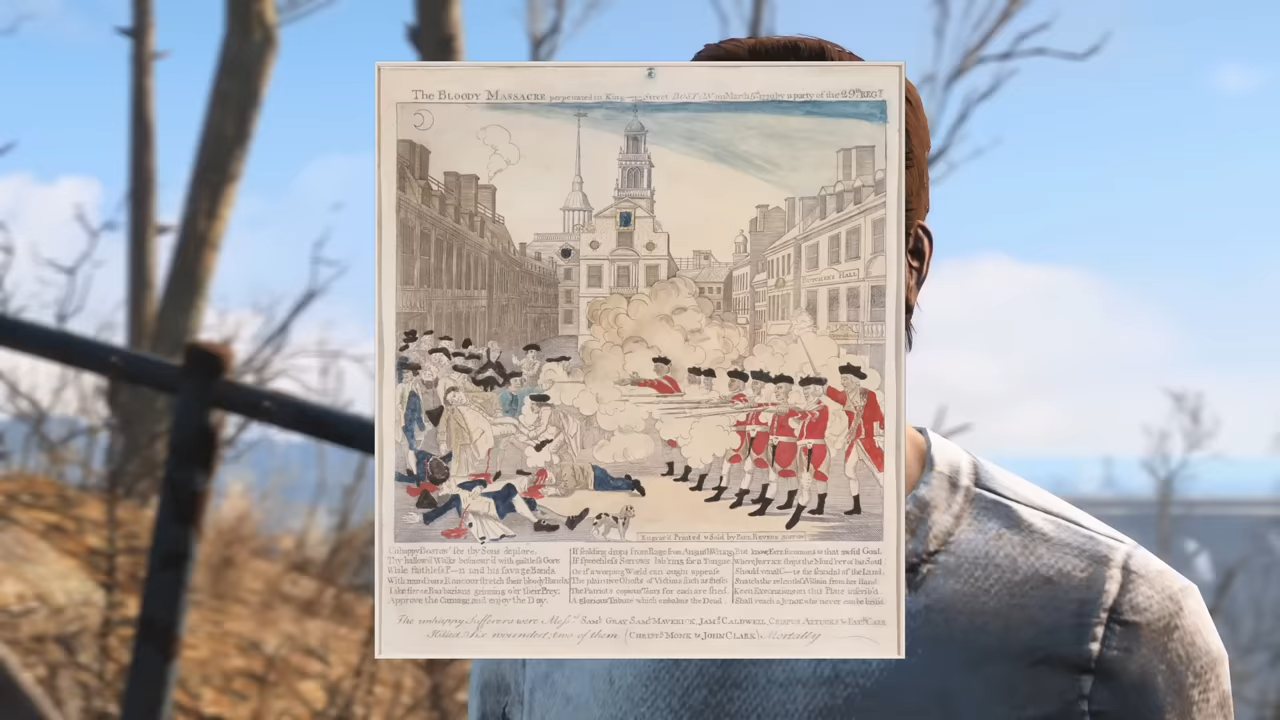 The BLOODY MASSACRE perpetrated in King Street BOSTON on March 5th 1770 by a party of the 29th REGT
BUTCHER'S HALL
Engrav'd Printed & Sold by PAUL REVERE BOSTON
Unhappy BOSTON! see thy Sons deplore,
Thy hallow'd Walks besmear'd with guiltless Gore:
While faithless P—n and his savage Bands,
With murd'rous Rancour stretch their bloody Hands;
Like fierce Barbarians grinning o'er their Prey,
Approve the Carnage, and enjoy the Day.
If scalding drops from Rage from Anguish Wrung
If speechless Sorrows lab'ring for a Tongue,
Or if a weeping World can ought appease
The plaintive Ghosts of Victims such as these;
The Patriot's copious Tears for each are shed,
A glorious Tribute which embalms the Dead.
But know, FATE summons to that awful Goal,
Where JUSTICE strips the Murd'rer of his Soul:
Should venal C—ts the scandal of the Land,
Snatch the relentless Villain from her Hand,
Keen Execrations on this Plate inscrib'd,
Shall reach a JUDGE who never can be brib'd.
The unhappy Sufferers were Messs SAML GRAY, SAML MAVERICK, JAMS CALDWELL, CRISPUS ATTUCKS & PATK CARR
Killed. Six wounded; two of them (CHRISTR MONK & JOHN CLARK) Mortally